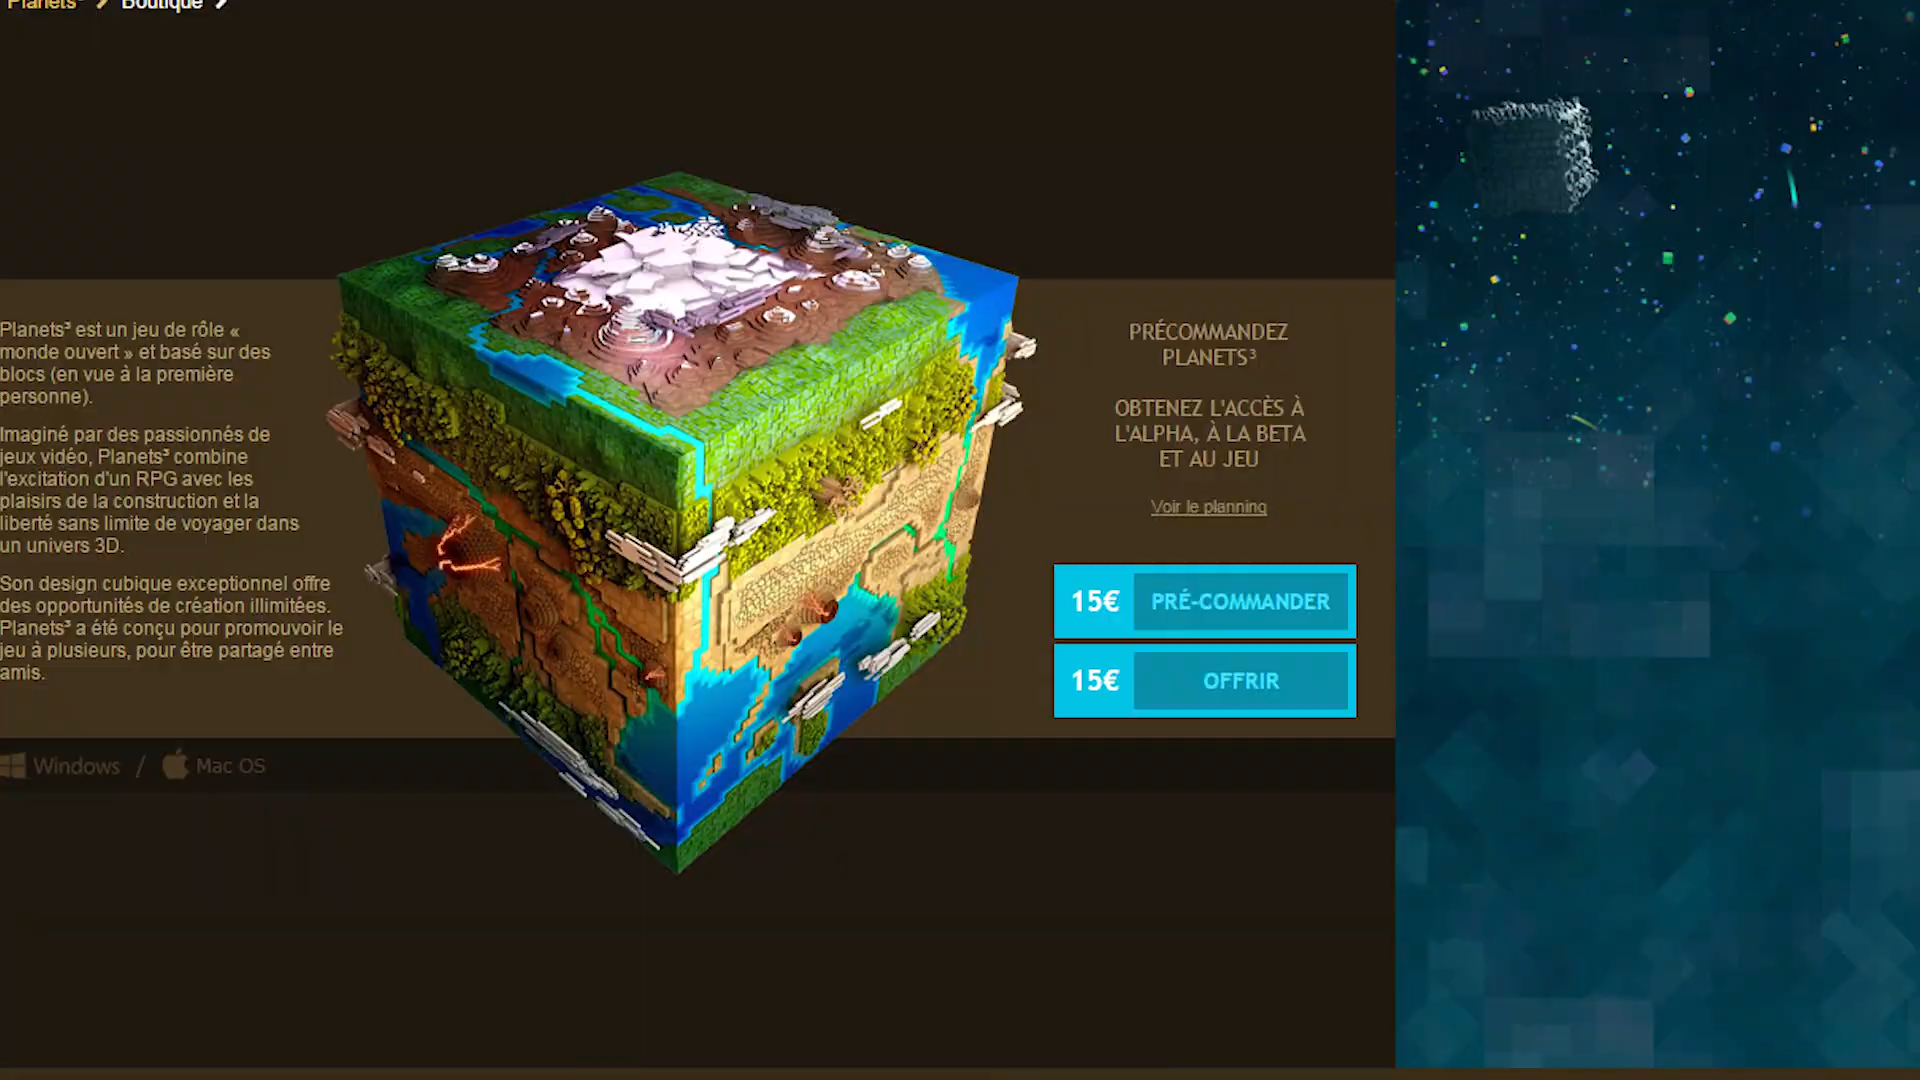 Planets³ Boutique
Planets³ est un jeu de rôle «
monde ouvert » et basé sur des
blocs (en vue à la première
personne).
Imaginé par des passionnés de
jeux vidéo, Planets³ combine
l'excitation d'un RPG avec les
plaisirs de la construction et la
liberté sans limite de voyager dans
un univers 3D.
Son design cubique exceptionnel offre
des opportunités de création illimitées.
Planets³ a été conçu pour promouvoir le
jeu à plusieurs, pour être partagé entre
amis.
Windows / Mac OS
PRÉCOMMANDEZ
PLANETS³
OBTENEZ L'ACCÈS À
L'ALPHA, À LA BETA
ET AU JEU
Voir le planning
15€ PRÉ-COMMANDER
15€ OFFRIR